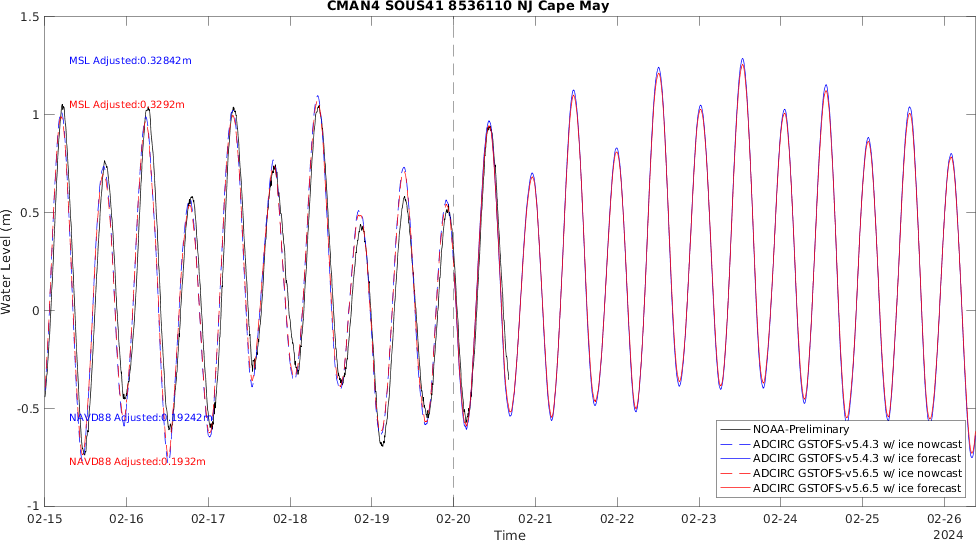 CMAN4 SOUS41 8536110 NJ Cape May
1.5
MSL Adjusted:0.32842m
MSL Adjusted:0.3292m
1
0.5
Water Level (m)
0
-0.5
NAVD88 Adjusted:0.19242m
NAVD88 Adjusted:0.1932m
-1
NOAA-Preliminary
ADCIRC GSTOFS-v5.4.3 w/ ice nowcast
ADCIRC GSTOFS-v5.4.3 w/ ice forecast
ADCIRC GSTOFS-v5.6.5 w/ ice nowcast
ADCIRC GSTOFS-v5.6.5 w/ ice forecast
02-15 02-16 02-17 02-18 02-19 02-20 02-21 02-22 02-23 02-24 02-25 02-26
Time
2024